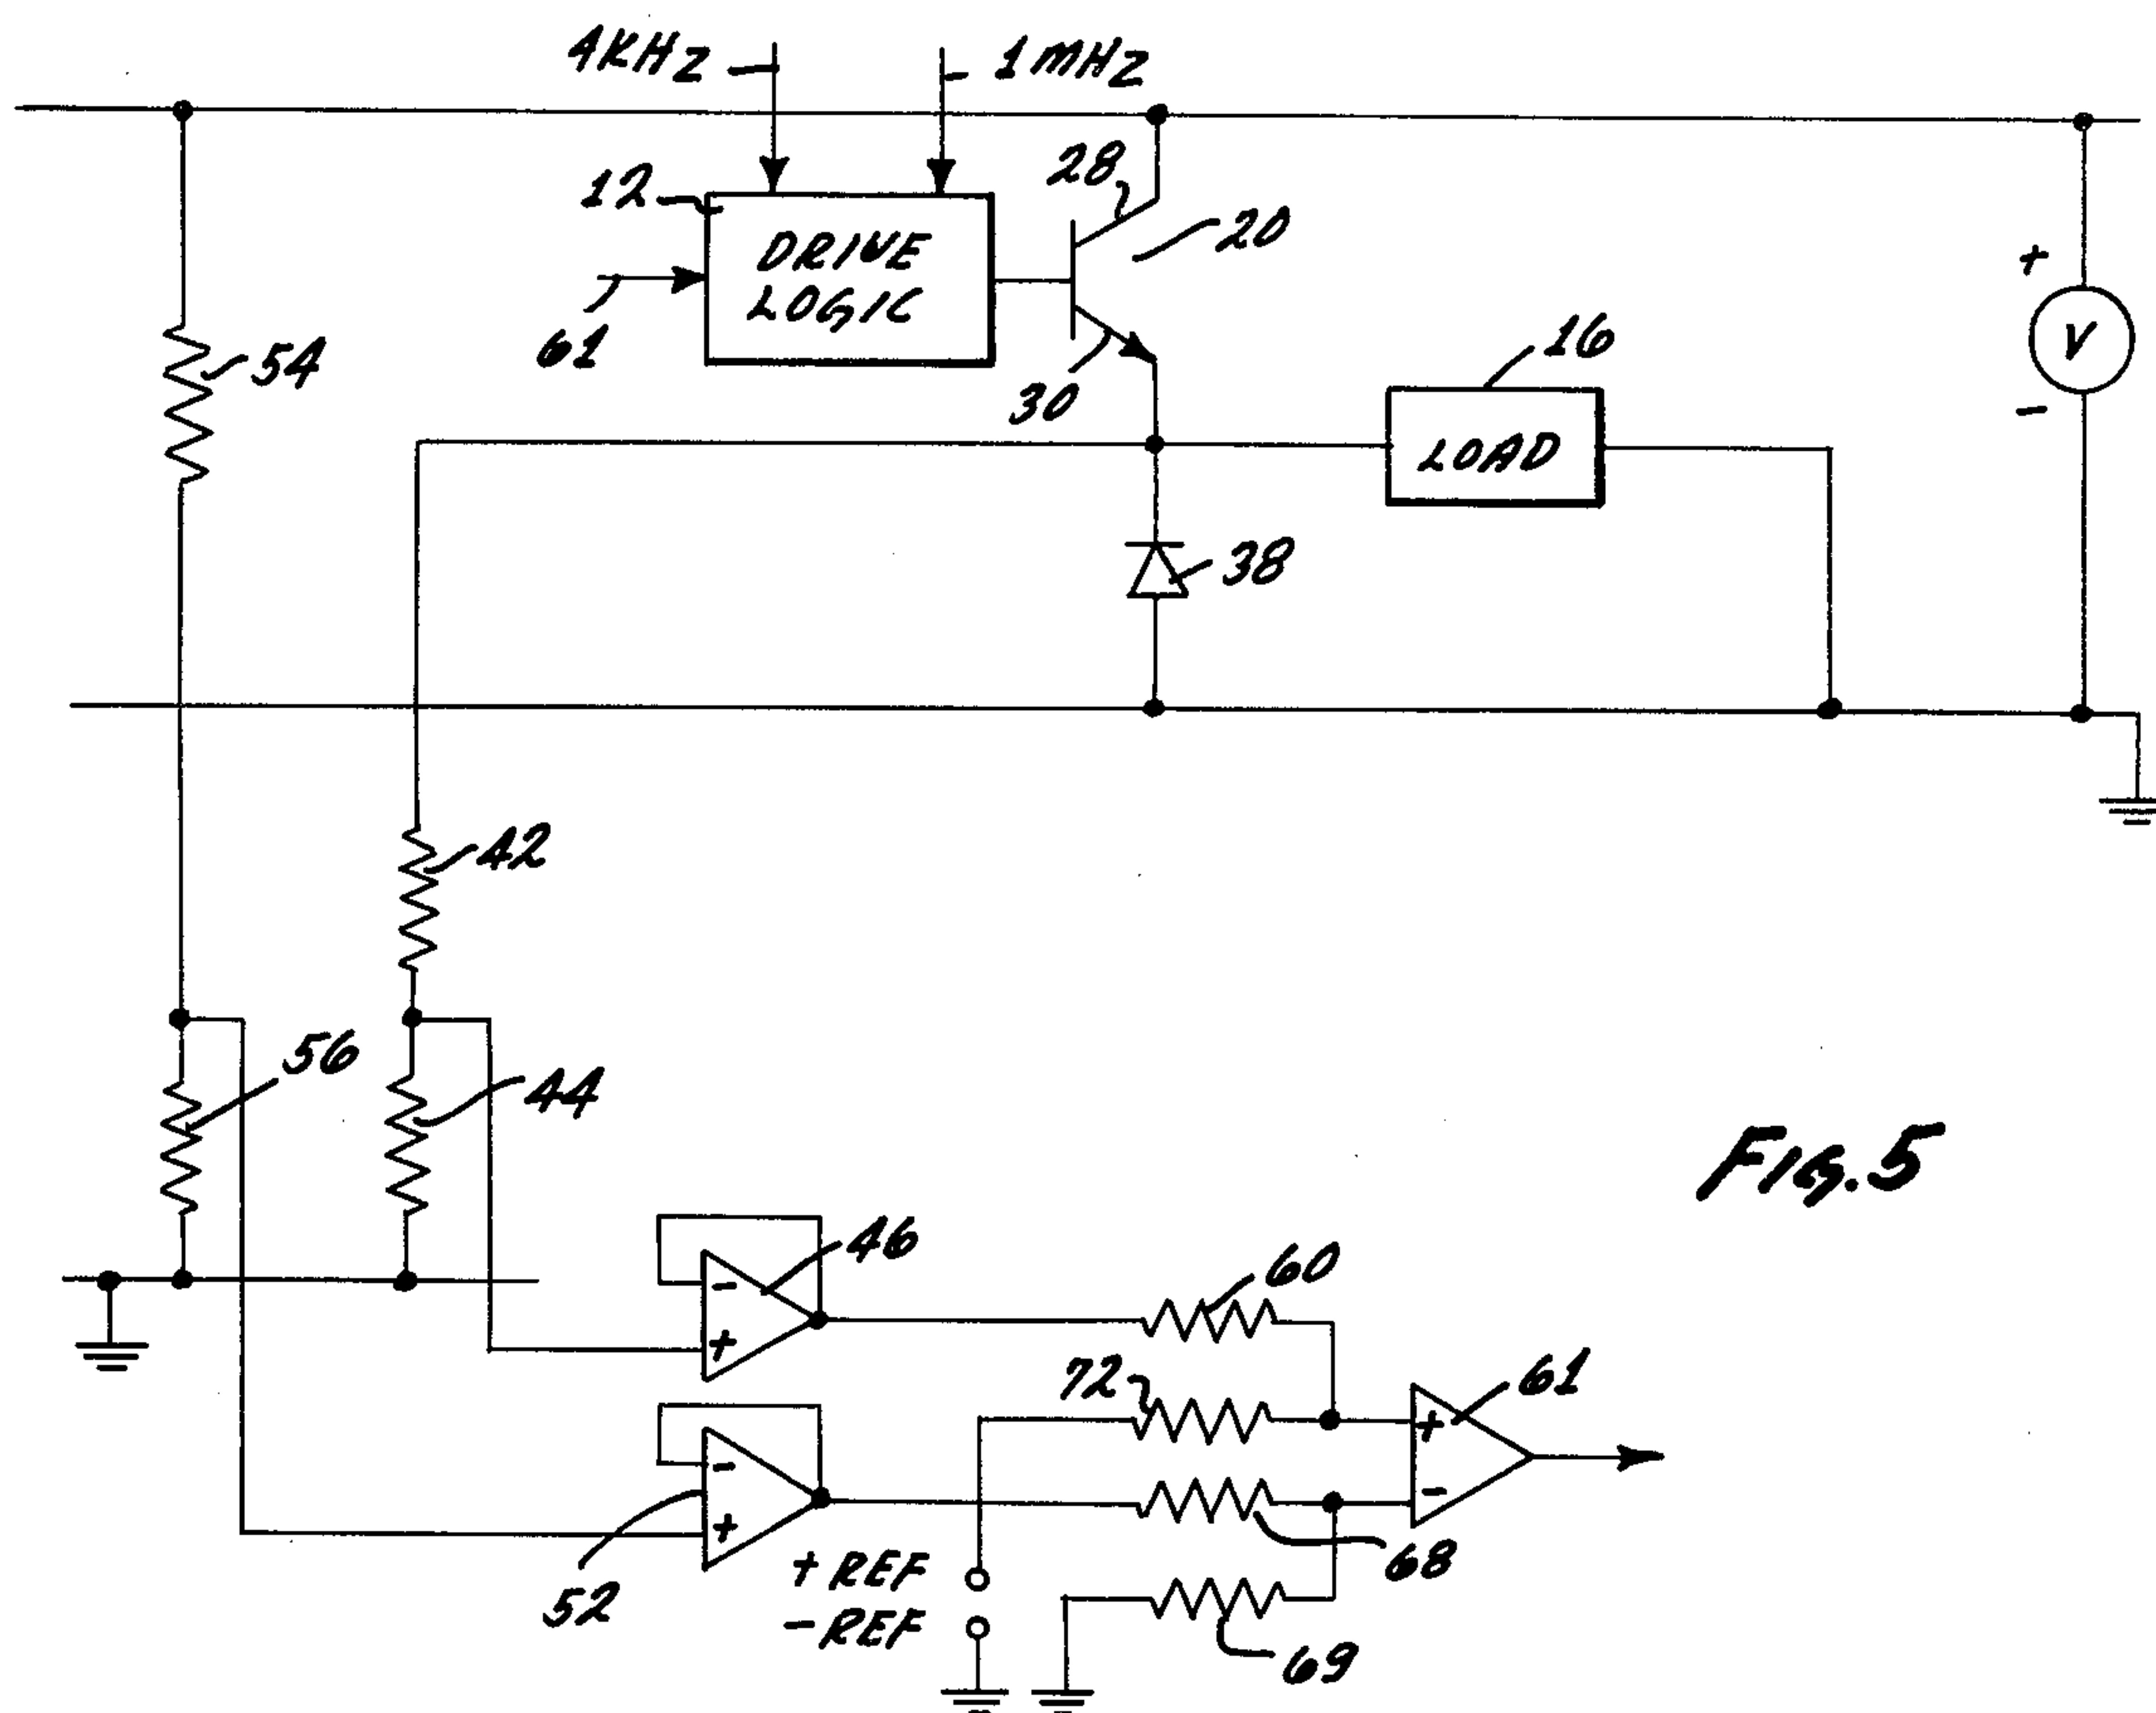 4KHz
1MHz
12
DRIVE
LOGIC
28
20
61
30
54
+
V
-
16
LOAD
38
42
56
44
FIG. 5
-
46
+
60
72
+
61
-
-
+
52
68
+REF
-REF
69